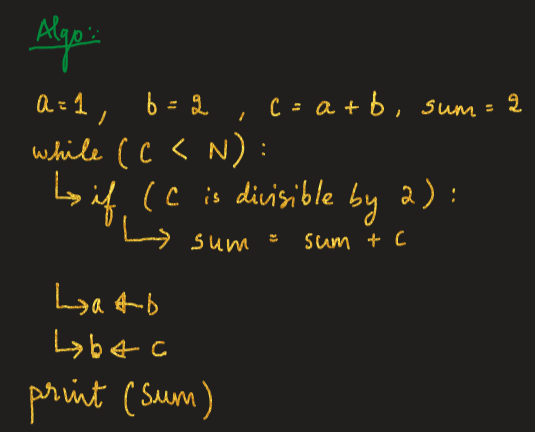 Algo:
a = 1, b = 2, c = a + b, sum = 2
while (C < N):
↳ if (C is divisible by 2):
↳ sum = sum + c
↳ a ← b
↳ b ← c
print (sum)